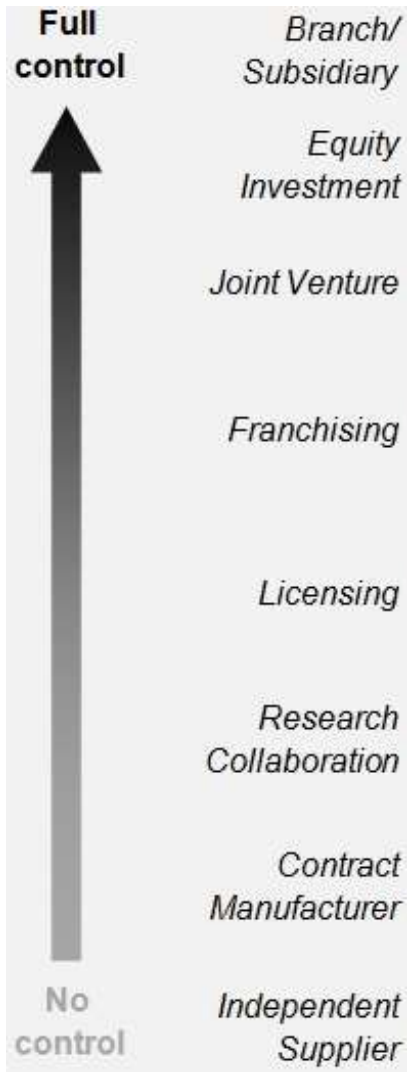 Full
control
Branch/
Subsidiary
Equity
Investment
Joint Venture
Franchising
Licensing
Research
Collaboration
Contract
Manufacturer
No
control
Independent
Supplier